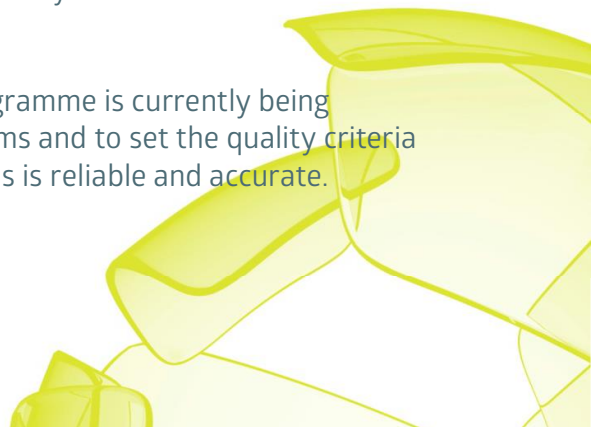 gramme is currently being
ms and to set the quality criteria
s is reliable and accurate.